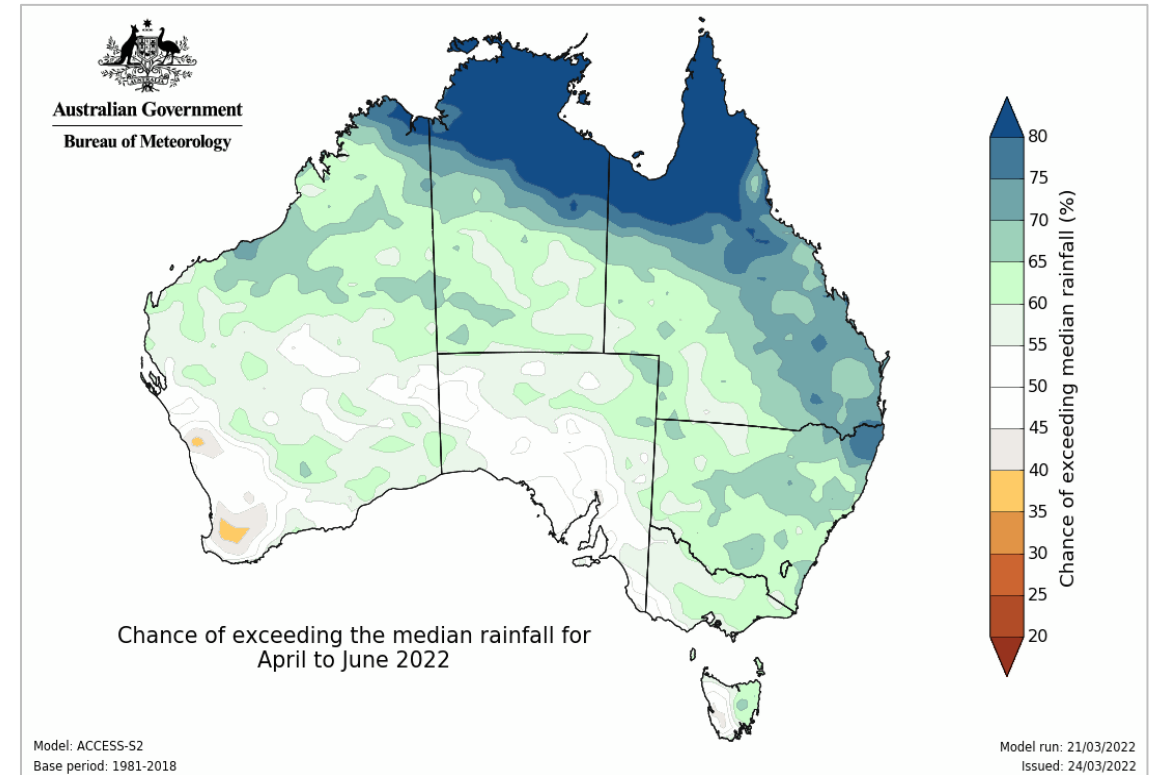 Australian Government
Bureau of Meteorology
80
75
70
65
60
55
50
45
40
35
30
25
20
Chance of exceeding median rainfall (%)
Chance of exceeding the median rainfall for
April to June 2022
Model: ACCESS-S2
Base period: 1981-2018
Model run: 21/03/2022
Issued: 24/03/2022